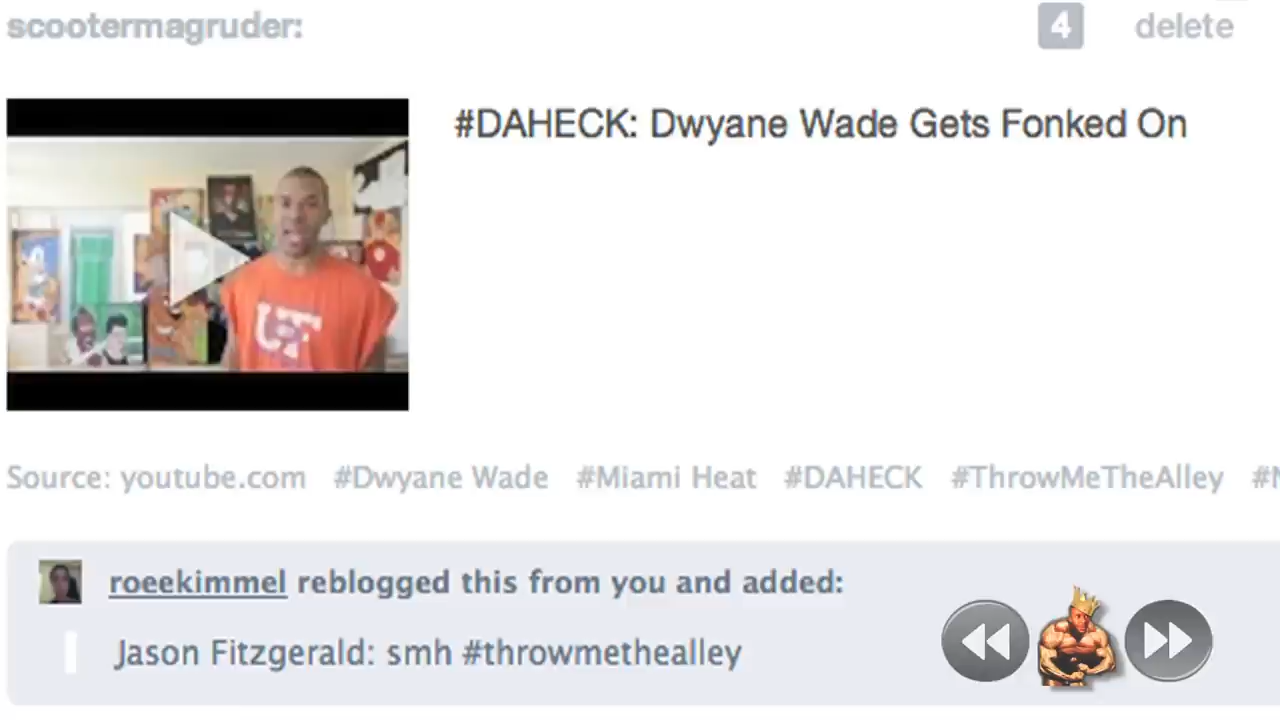 scootermagruder:
4 delete
#DAHECK: Dwyane Wade Gets Fonked On
UF
Source: youtube.com #Dwyane Wade #Miami Heat #DAHECK #ThrowMeTheAlley #N
roeekimmel reblogged this from you and added:
Jason Fitzgerald: smh #throwmethealley